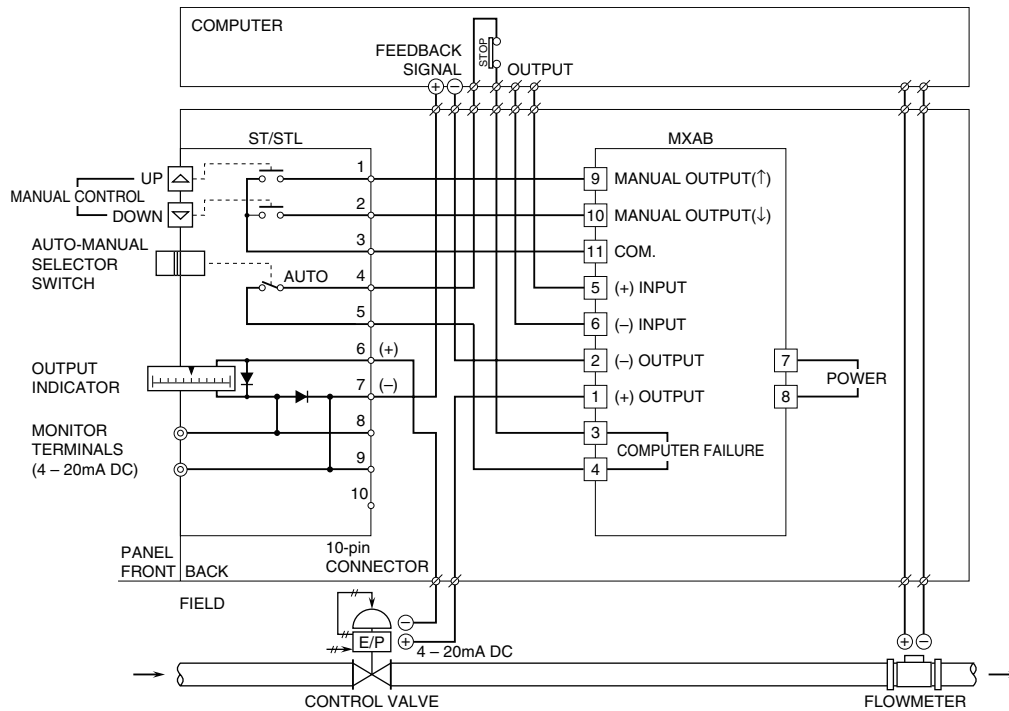 COMPUTER
FEEDBACK
SIGNAL
STOP
OUTPUT
+
−
ST/STL
MXAB
UP
MANUAL CONTROL
DOWN
AUTO-MANUAL
SELECTOR
SWITCH
AUTO
OUTPUT
INDICATOR
MONITOR
TERMINALS
(4 – 20mA DC)
1
2
3
4
5
6 (+)
7 (–)
8
9
10
9 MANUAL OUTPUT(↑)
10 MANUAL OUTPUT(↓)
11 COM.
5 (+) INPUT
6 (–) INPUT
2 (–) OUTPUT
1 (+) OUTPUT
3
COMPUTER FAILURE
4
7
POWER
8
10-pin
CONNECTOR
PANEL
FRONT BACK
FIELD
−
E/P
+
4 – 20mA DC
CONTROL VALVE
+
−
FLOWMETER